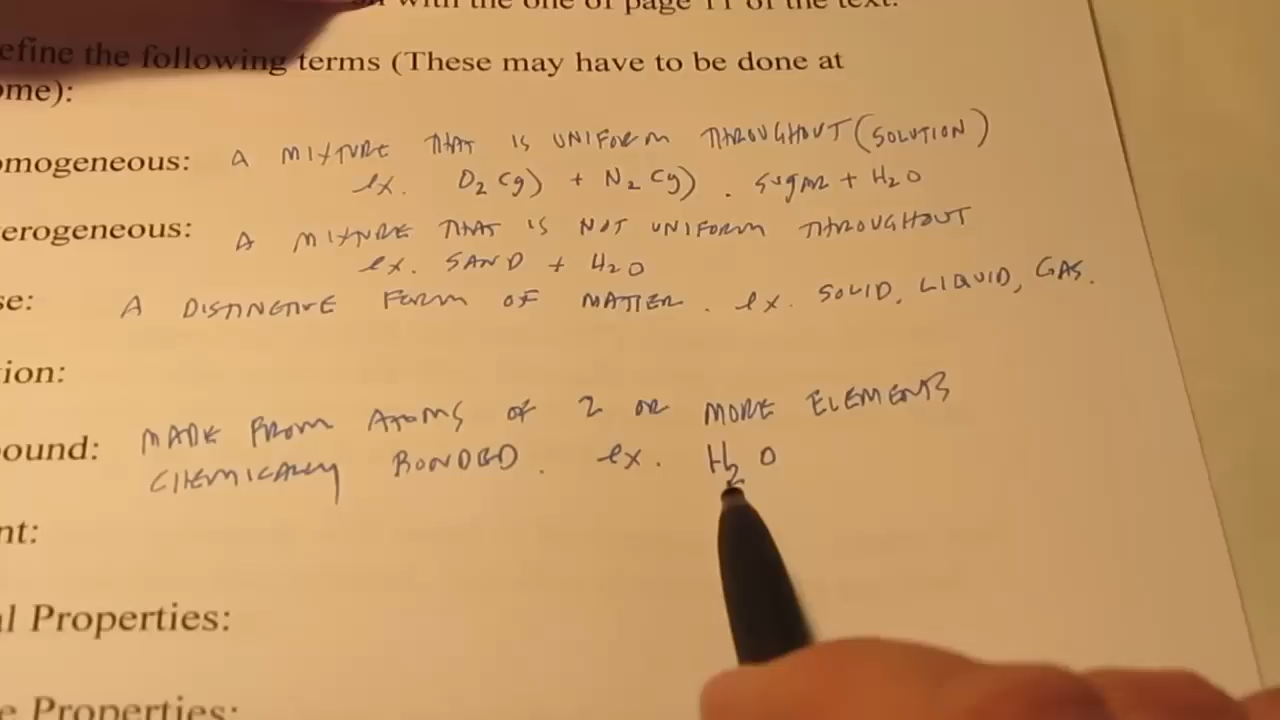 with the one of page 11 of the text.
efine the following terms (These may have to be done at
ome):
omogeneous: A MIXTURE THAT IS UNIFORM THROUGHOUT (SOLUTION)
ex. O2(g) + N2(g). SUGAR + H2O
erogeneous: A MIXTURE THAT IS NOT UNIFORM THROUGHOUT
ex. SAND + H2O
se: A DISTINCTIVE FORM OF MATTER. ex. SOLID, LIQUID, GAS.
tion:
ound: MADE FROM ATOMS OF 2 OR MORE ELEMENTS
CHEMICALLY BONDED. ex. H2O
nt:
l Properties:
e Properties: